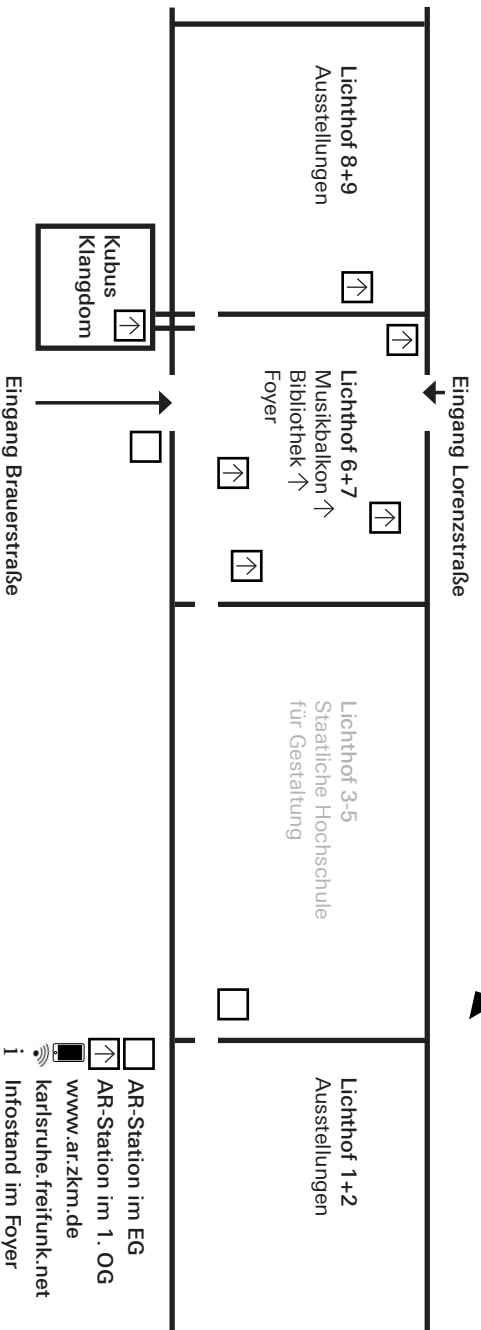 Lichthof 8+9
Ausstellungen
Kubus
Klangdom
Eingang Lorenzstraße
Lichthof 6+7
Musikbalkon ↗
Bibliothek ↗
Foyer
Eingang Brauerstraße
Lichthof 3-5
Staatliche Hochschule
für Gestaltung
Lichthof 1+2
Ausstellungen
AR-Station im EG
AR-Station im 1. OG
www.ar.zkm.de
karlsruhe.freifunk.net
i Infostand im Foyer